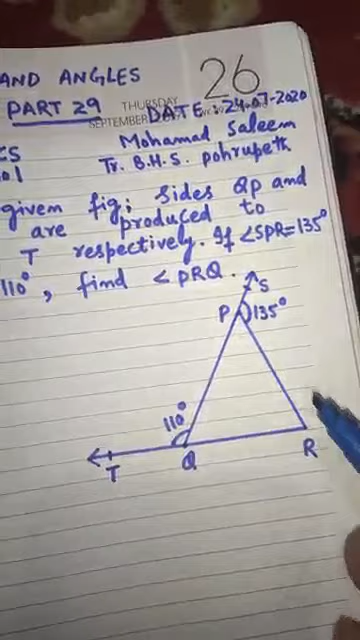 AND ANGLES
26
PART 29
THURSDAY
SEPTEMBER
DATE: 24-07-2020
Mohamad Saleem
Tr. B.H.S. pohrupeth
given fig; sides QP and
are produced to
T respectively. If <SPR=135°
110°, find <PRQ.
S
P 135°
110°
T Q R